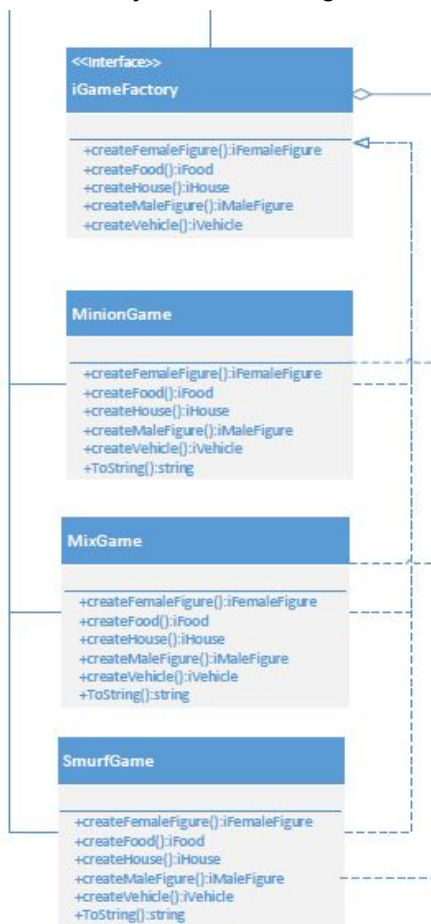 <<Interface>>
iGameFactory
+createFemaleFigure():iFemaleFigure
+createFood():iFood
+createHouse():iHouse
+createMaleFigure():iMaleFigure
+createVehicle():iVehicle
MinionGame
+createFemaleFigure():iFemaleFigure
+createFood():iFood
+createHouse():iHouse
+createMaleFigure():iMaleFigure
+createVehicle():iVehicle
+ToString():string
MixGame
+createFemaleFigure():iFemaleFigure
+createFood():iFood
+createHouse():iHouse
+createMaleFigure():iMaleFigure
+createVehicle():iVehicle
+ToString():string
SmurfGame
+createFemaleFigure():iFemaleFigure
+createFood():iFood
+createHouse():iHouse
+createMaleFigure():iMaleFigure
+createVehicle():iVehicle
+ToString():string